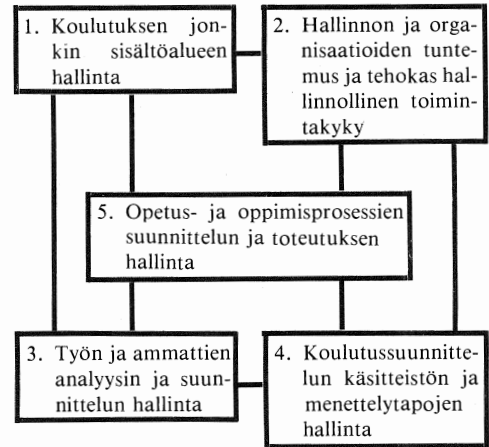 1. Koulutuksen jon-
kin sisältöalueen
hallinta
2. Hallinnon ja orga-
nisaatioiden tunte-
mus ja tehokas hal-
linnollinen toimin-
takyky
5. Opetus- ja oppimisprosessien
suunnittelun ja toteutuksen
hallinta
3. Työn ja ammattien
analyysin ja suun-
nittelun hallinta
4. Koulutussuunnitte-
lun käsitteistön ja
menettelytapojen
hallinta